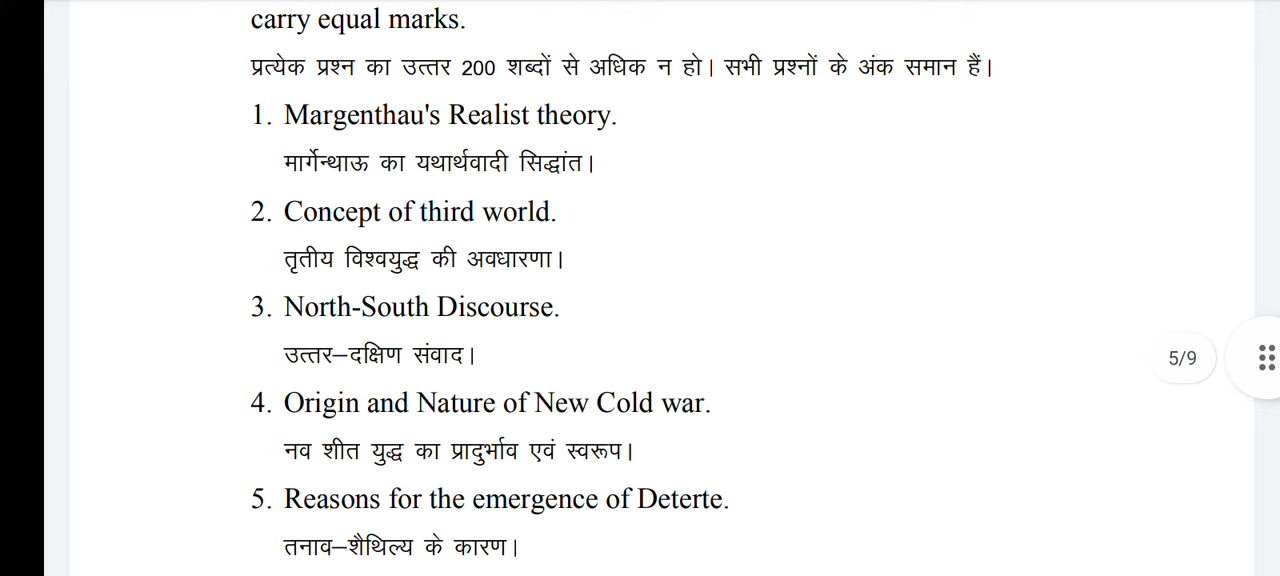 carry equal marks.
प्रत्येक प्रश्न का उत्तर 200 शब्दों से अधिक न हो। सभी प्रश्नों के अंक समान हैं।
1. Margenthau's Realist theory.
मार्गेन्थाऊ का यथार्थवादी सिद्धांत।
2. Concept of third world.
तृतीय विश्वयुद्ध की अवधारणा।
3. North-South Discourse.
उत्तर–दक्षिण संवाद।
5/9
4. Origin and Nature of New Cold war.
नव शीत युद्ध का प्रादुर्भाव एवं स्वरूप।
5. Reasons for the emergence of Deterte.
तनाव–शैथिल्य के कारण।